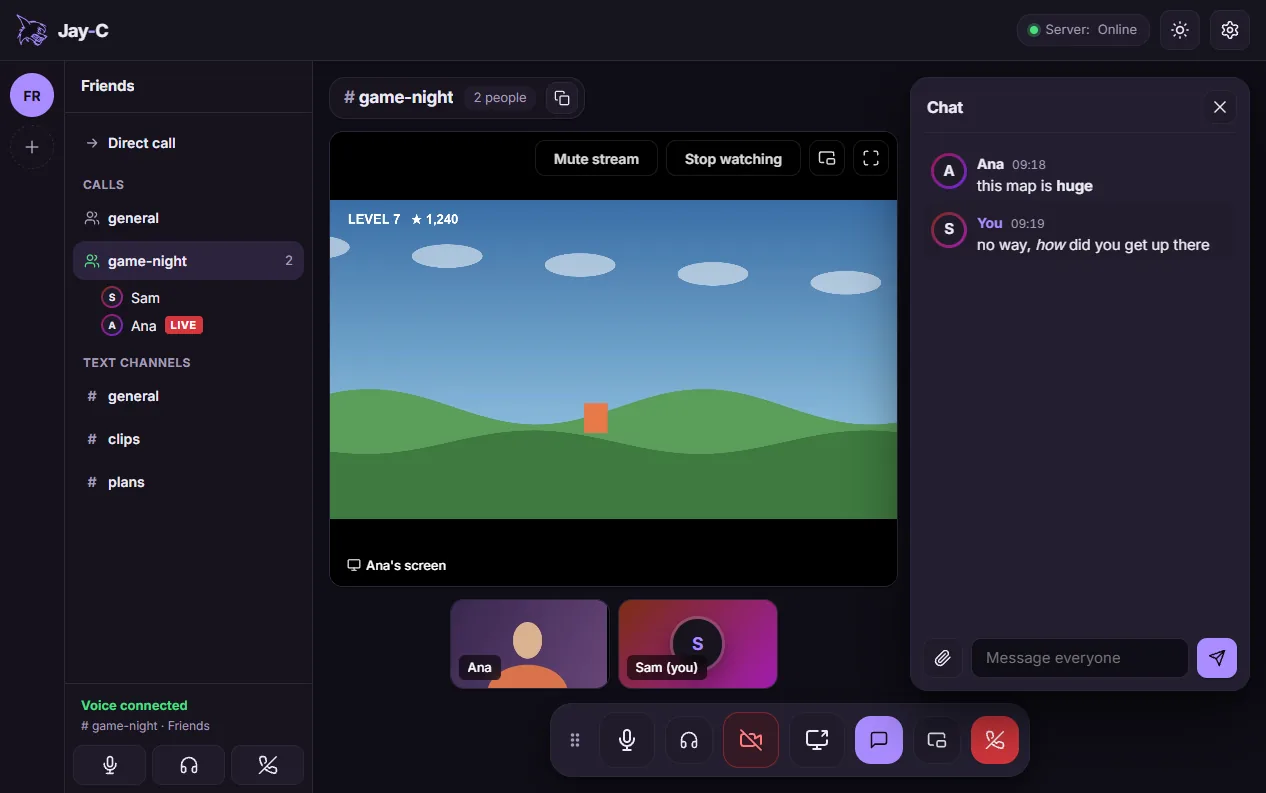 Jay-C
Server: Online
FR
Friends
Direct call
CALLS
general
game-night 2
S Sam
A Ana LIVE
TEXT CHANNELS
# general
# clips
# plans
Voice connected
# game-night · Friends
# game-night 2 people
Mute stream Stop watching
LEVEL 7 ★ 1,240
Ana's screen
Ana
S
Sam (you)
Chat
A
Ana 09:18
this map is huge
S
You 09:19
no way, how did you get up there
Message everyone